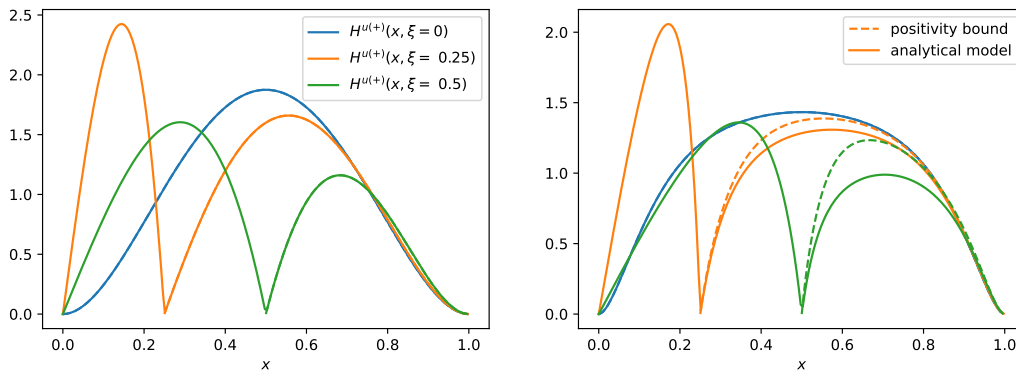 2.5
2.0
1.5
1.0
0.5
0.0
0.0 0.2 0.4 0.6 0.8 1.0
x
H^{u(+)}(x, ξ = 0)
H^{u(+)}(x, ξ = 0.25)
H^{u(+)}(x, ξ = 0.5)
2.0
1.5
1.0
0.5
0.0
0.0 0.2 0.4 0.6 0.8 1.0
x
positivity bound
analytical model